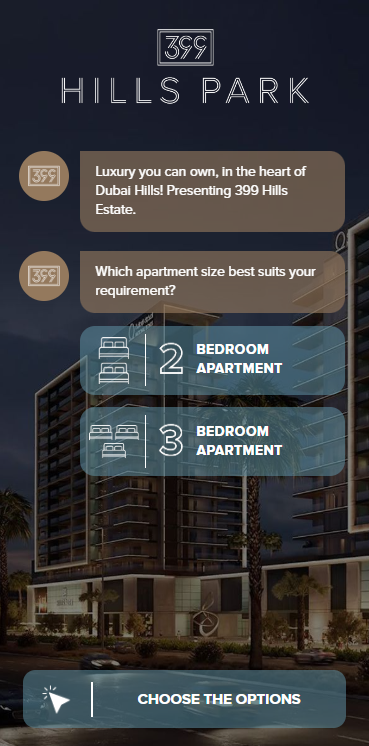 399
HILLS PARK
399
Luxury you can own, in the heart of
Dubai Hills! Presenting 399 Hills
Estate.
399
Which apartment size best suits your
requirement?
2 BEDROOM
APARTMENT
3 BEDROOM
APARTMENT
CHOOSE THE OPTIONS